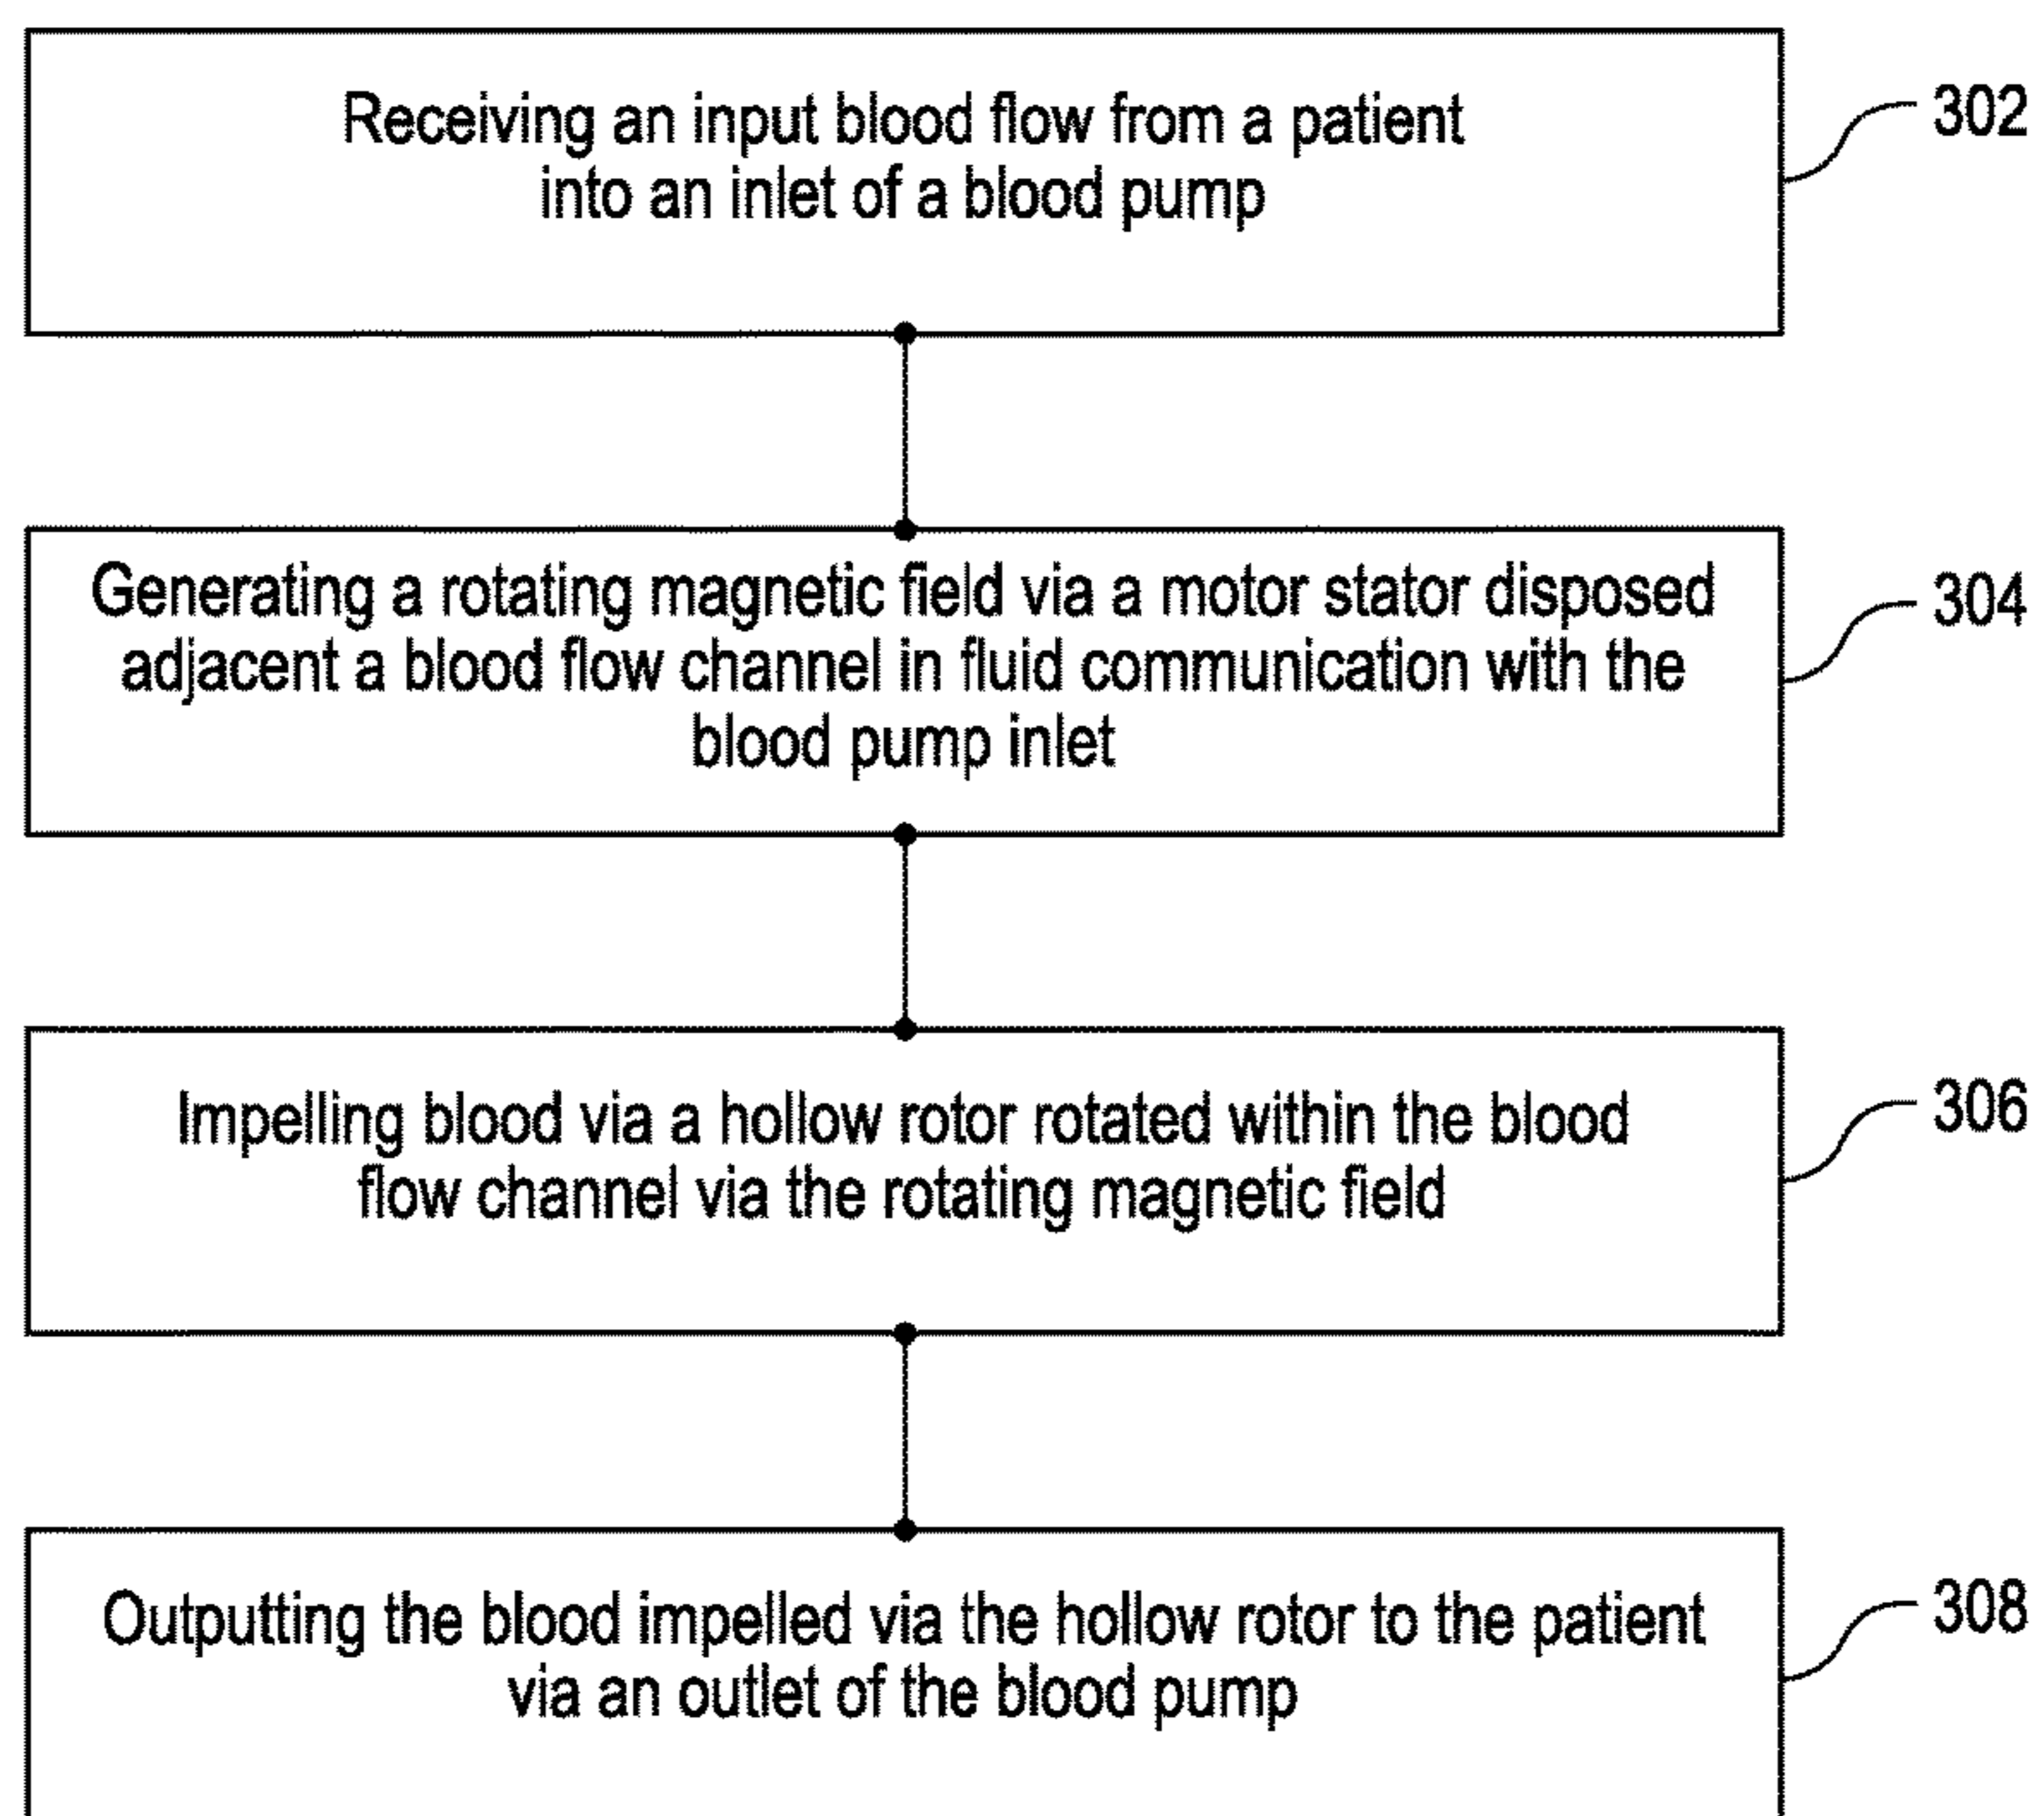 Receiving an input blood flow from a patient
into an inlet of a blood pump
302
Generating a rotating magnetic field via a motor stator disposed
adjacent a blood flow channel in fluid communication with the
blood pump inlet
304
Impelling blood via a hollow rotor rotated within the blood
flow channel via the rotating magnetic field
306
Outputting the blood impelled via the hollow rotor to the patient
via an outlet of the blood pump
308